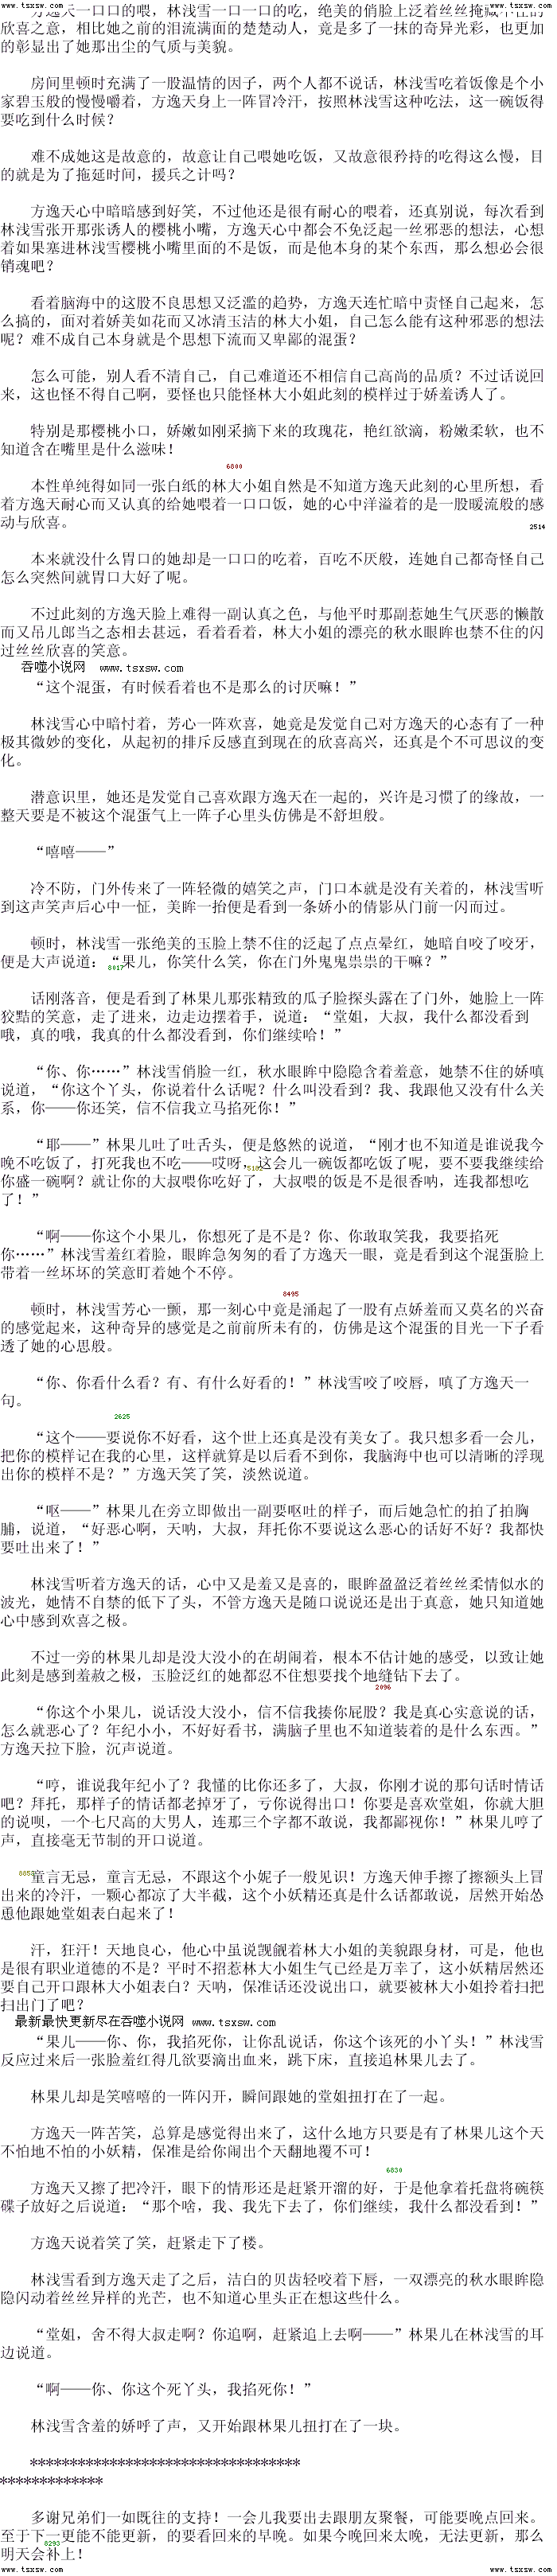 www.tsxsw.com www.tsxsw.com
方逸天一口口的喂，林浅雪一口一口的吃，绝美的俏脸上泛着丝丝掩藏不住的
欣喜之意，相比她之前的泪流满面的楚楚动人，竟是多了一抹的奇异光彩，也更加
的彰显出了她那出尘的气质与美貌。
房间里顿时充满了一股温情的因子，两个人都不说话，林浅雪吃着饭像是个小
家碧玉般的慢慢嚼着，方逸天身上一阵冒冷汗，按照林浅雪这种吃法，这一碗饭得
要吃到什么时候？
难不成她这是故意的，故意让自己喂她吃饭，又故意很矜持的吃得这么慢，目
的就是为了拖延时间，援兵之计吗？
方逸天心中暗暗感到好笑，不过他还是很有耐心的喂着，还真别说，每次看到
林浅雪张开那张诱人的樱桃小嘴，方逸天心中都会不免泛起一丝邪恶的想法，心想
着如果塞进林浅雪樱桃小嘴里面的不是饭，而是他本身的某个东西，那么想必会很
销魂吧？
看着脑海中的这股不良思想又泛滥的趋势，方逸天连忙暗中责怪自己起来，怎
么搞的，面对着娇美如花而又冰清玉洁的林大小姐，自己怎么能有这种邪恶的想法
呢？难不成自己本身就是个思想下流而又卑鄙的混蛋？
怎么可能，别人看不清自己，自己难道还不相信自己高尚的品质？不过话说回
来，这也怪不得自己啊，要怪也只能怪林大小姐此刻的模样过于娇羞诱人了。
特别是那樱桃小口，娇嫩如刚采摘下来的玫瑰花，艳红欲滴，粉嫩柔软，也不
知道含在嘴里是什么滋味！
6800
本性单纯得如同一张白纸的林大小姐自然是不知道方逸天此刻的心里所想，看
着方逸天耐心而又认真的给她喂着一口口饭，她的心中洋溢着的是一股暖流般的感
动与欣喜。
2514
本来就没什么胃口的她却是一口口的吃着，百吃不厌般，连她自己都奇怪自己
怎么突然间就胃口大好了呢。
不过此刻的方逸天脸上难得一副认真之色，与他平时那副惹她生气厌恶的懒散
而又吊儿郎当之态相去甚远，看着看着，林大小姐的漂亮的秋水眼眸也禁不住的闪
过丝丝欣喜的笑意。
吞噬小说网 www.tsxsw.com
“这个混蛋，有时候看着也不是那么的讨厌嘛！”
林浅雪心中暗忖着，芳心一阵欢喜，她竟是发觉自己对方逸天的心态有了一种
极其微妙的变化，从起初的排斥反感直到现在的欣喜高兴，还真是个不可思议的变
化。
潜意识里，她还是发觉自己喜欢跟方逸天在一起的，兴许是习惯了的缘故，一
整天要是不被这个混蛋气上一阵子心里头仿佛是不舒坦般。
“嘻嘻——”
冷不防，门外传来了一阵轻微的嬉笑之声，门口本就是没有关着的，林浅雪听
到这声笑声后心中一怔，美眸一抬便是看到一条娇小的倩影从门前一闪而过。
顿时，林浅雪一张绝美的玉脸上禁不住的泛起了点点晕红，她暗自咬了咬牙，
便是大声说道：“果儿，你笑什么笑，你在门外鬼鬼祟祟的干嘛？”
8017
话刚落音，便是看到了林果儿那张精致的瓜子脸探头露在了门外，她脸上一阵
狡黠的笑意，走了进来，边走边摆着手，说道：“堂姐，大叔，我什么都没看到
哦，真的哦，我真的什么都没看到，你们继续哈！”
“你、你……”林浅雪俏脸一红，秋水眼眸中隐隐含着羞意，她禁不住的娇嗔
说道，“你这个丫头，你说着什么话呢？什么叫没看到？我、我跟他又没有什么关
系，你——你还笑，信不信我立马掐死你！”
“耶——”林果儿吐了吐舌头，便是悠然的说道，“刚才也不知道是谁说我今
晚不吃饭了，打死我也不吃——哎呀，这会儿一碗饭都吃饭了呢，要不要我继续给
5182
你盛一碗啊？就让你的大叔喂你吃好了，大叔喂的饭是不是很香呐，连我都想吃
了！”
“啊——你这个小果儿，你想死了是不是？你、你敢取笑我，我要掐死
你……”林浅雪羞红着脸，眼眸急匆匆的看了方逸天一眼，竟是看到这个混蛋脸上
带着一丝坏坏的笑意盯着她个不停。
8495
顿时，林浅雪芳心一颤，那一刻心中竟是涌起了一股有点娇羞而又莫名的兴奋
的感觉起来，这种奇异的感觉是之前前所未有的，仿佛是这个混蛋的目光一下子看
透了她的心思般。
“你、你看什么看？有、有什么好看的！”林浅雪咬了咬唇，嗔了方逸天一
句。
2625
“这个——要说你不好看，这个世上还真是没有美女了。我只想多看一会儿，
把你的模样记在我的心里，这样就算是以后看不到你，我脑海中也可以清晰的浮现
出你的模样不是？”方逸天笑了笑，淡然说道。
“呕——”林果儿在旁立即做出一副要呕吐的样子，而后她急忙的拍了拍胸
脯，说道，“好恶心啊，天呐，大叔，拜托你不要说这么恶心的话好不好？我都快
要吐出来了！”
林浅雪听着方逸天的话，心中又是羞又是喜的，眼眸盈盈泛着丝丝柔情似水的
波光，她情不自禁的低下了头，不管方逸天是随口说说还是出于真意，她只知道她
心中感到欢喜之极。
不过一旁的林果儿却是没大没小的在胡闹着，根本不估计她的感受，以致让她
此刻是感到羞赧之极，玉脸泛红的她都忍不住想要找个地缝钻下去了。
2096
“你这个小果儿，说话没大没小，信不信我揍你屁股？我是真心实意说的话，
怎么就恶心了？年纪小小，不好好看书，满脑子里也不知道装着的是什么东西。”
方逸天拉下脸，沉声说道。
“哼，谁说我年纪小了？我懂的比你还多了，大叔，你刚才说的那句话时情话
吧？拜托，那样子的情话都老掉牙了，亏你说得出口！你要是喜欢堂姐，你就大胆
的说呗，一个七尺高的大男人，连那三个字都不敢说，我都鄙视你！”林果儿哼了
声，直接毫无节制的开口说道。
童言无忌，童言无忌，不跟这个小妮子一般见识！方逸天伸手擦了擦额头上冒
出来的冷汗，一颗心都凉了大半截，这个小妖精还真是什么话都敢说，居然开始怂
恿他跟她堂姐表白起来了！
汗，狂汗！天地良心，他心中虽说觊觎着林大小姐的美貌跟身材，可是，他也
是很有职业道德的不是？平时不招惹林大小姐生气已经是万幸了，这小妖精居然还
要自己开口跟林大小姐表白？天呐，保准话还没说出口，就要被林大小姐拎着扫把
扫出门了吧？
最新最快更新尽在吞噬小说网 www.tsxsw.com
“果儿——你、你，我掐死你，让你乱说话，你这个该死的小丫头！”林浅雪
反应过来后一张脸羞红得几欲要滴出血来，跳下床，直接追林果儿去了。
林果儿却是笑嘻嘻的一阵闪开，瞬间跟她的堂姐扭打在了一起。
方逸天一阵苦笑，总算是感觉得出来了，这什么地方只要是有了林果儿这个天
不怕地不怕的小妖精，保准是给你闹出个天翻地覆不可！
6830
方逸天又擦了把冷汗，眼下的情形还是赶紧开溜的好，于是他拿着托盘将碗筷
碟子放好之后说道：“那个啥，我、我先下去了，你们继续，我什么都没看到！”
方逸天说着笑了笑，赶紧走下了楼。
林浅雪看到方逸天走了之后，洁白的贝齿轻咬着下唇，一双漂亮的秋水眼眸隐
隐闪动着丝丝异样的光芒，也不知道心里头正在想这些什么。
“堂姐，舍不得大叔走啊？你追啊，赶紧追上去啊——”林果儿在林浅雪的耳
边说道。
“啊——你、你这个死丫头，我掐死你！”
林浅雪含羞的娇呼了声，又开始跟林果儿扭打在了一块。
**********************************
*************
多谢兄弟们一如既往的支持！一会儿我要出去跟朋友聚餐，可能要晚点回来。
至于下一更能不能更新，的要看回来的早晚。如果今晚回来太晚，无法更新，那么
8293
明天会补上！
www.tsxsw.com www.tsxsw.com